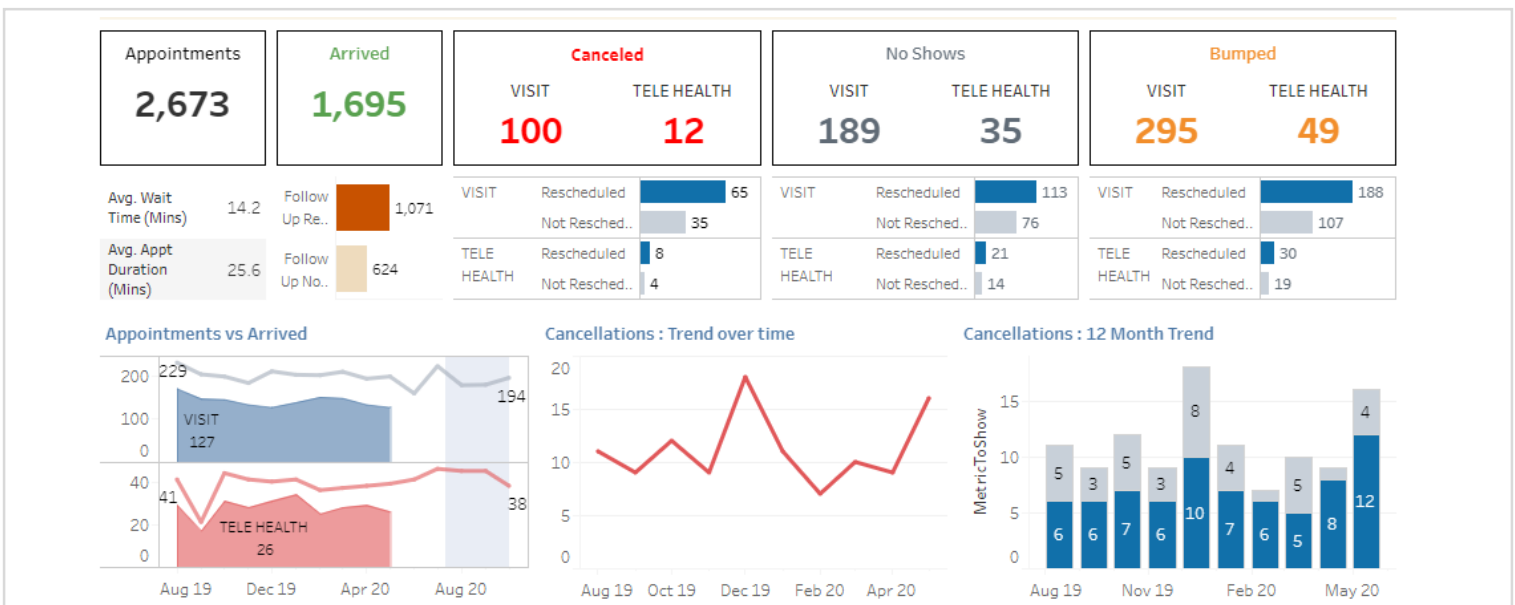 Appointments
2,673
Arrived
1,695
Canceled
VISIT TELE HEALTH
100 12
No Shows
VISIT TELE HEALTH
189 35
Bumped
VISIT TELE HEALTH
295 49
Avg. Wait
Time (Mins)
14.2
Avg. Appt
Duration
(Mins)
25.6
Follow
Up Re..
1,071
Follow
Up No..
624
VISIT Rescheduled 65
Not Resched.. 35
TELE
HEALTH
Rescheduled 8
Not Resched.. 4
VISIT Rescheduled 113
Not Resched.. 76
TELE
HEALTH
Rescheduled 21
Not Resched.. 14
VISIT Rescheduled 188
Not Resched.. 107
TELE
HEALTH
Rescheduled 30
Not Resched.. 19
Appointments vs Arrived
200
100
0
229
194
VISIT
127
40
20
0
41
38
TELE HEALTH
26
Aug 19 Dec 19 Apr 20 Aug 20
Cancellations : Trend over time
20
15
10
5
0
Aug 19 Oct 19 Dec 19 Feb 20 Apr 20
Cancellations : 12 Month Trend
MetricToShow
15
10
5
0
5 3 5 3 8 4 5 4
6 6 7 6 10 7 6 5 8 12
Aug 19 Nov 19 Feb 20 May 20